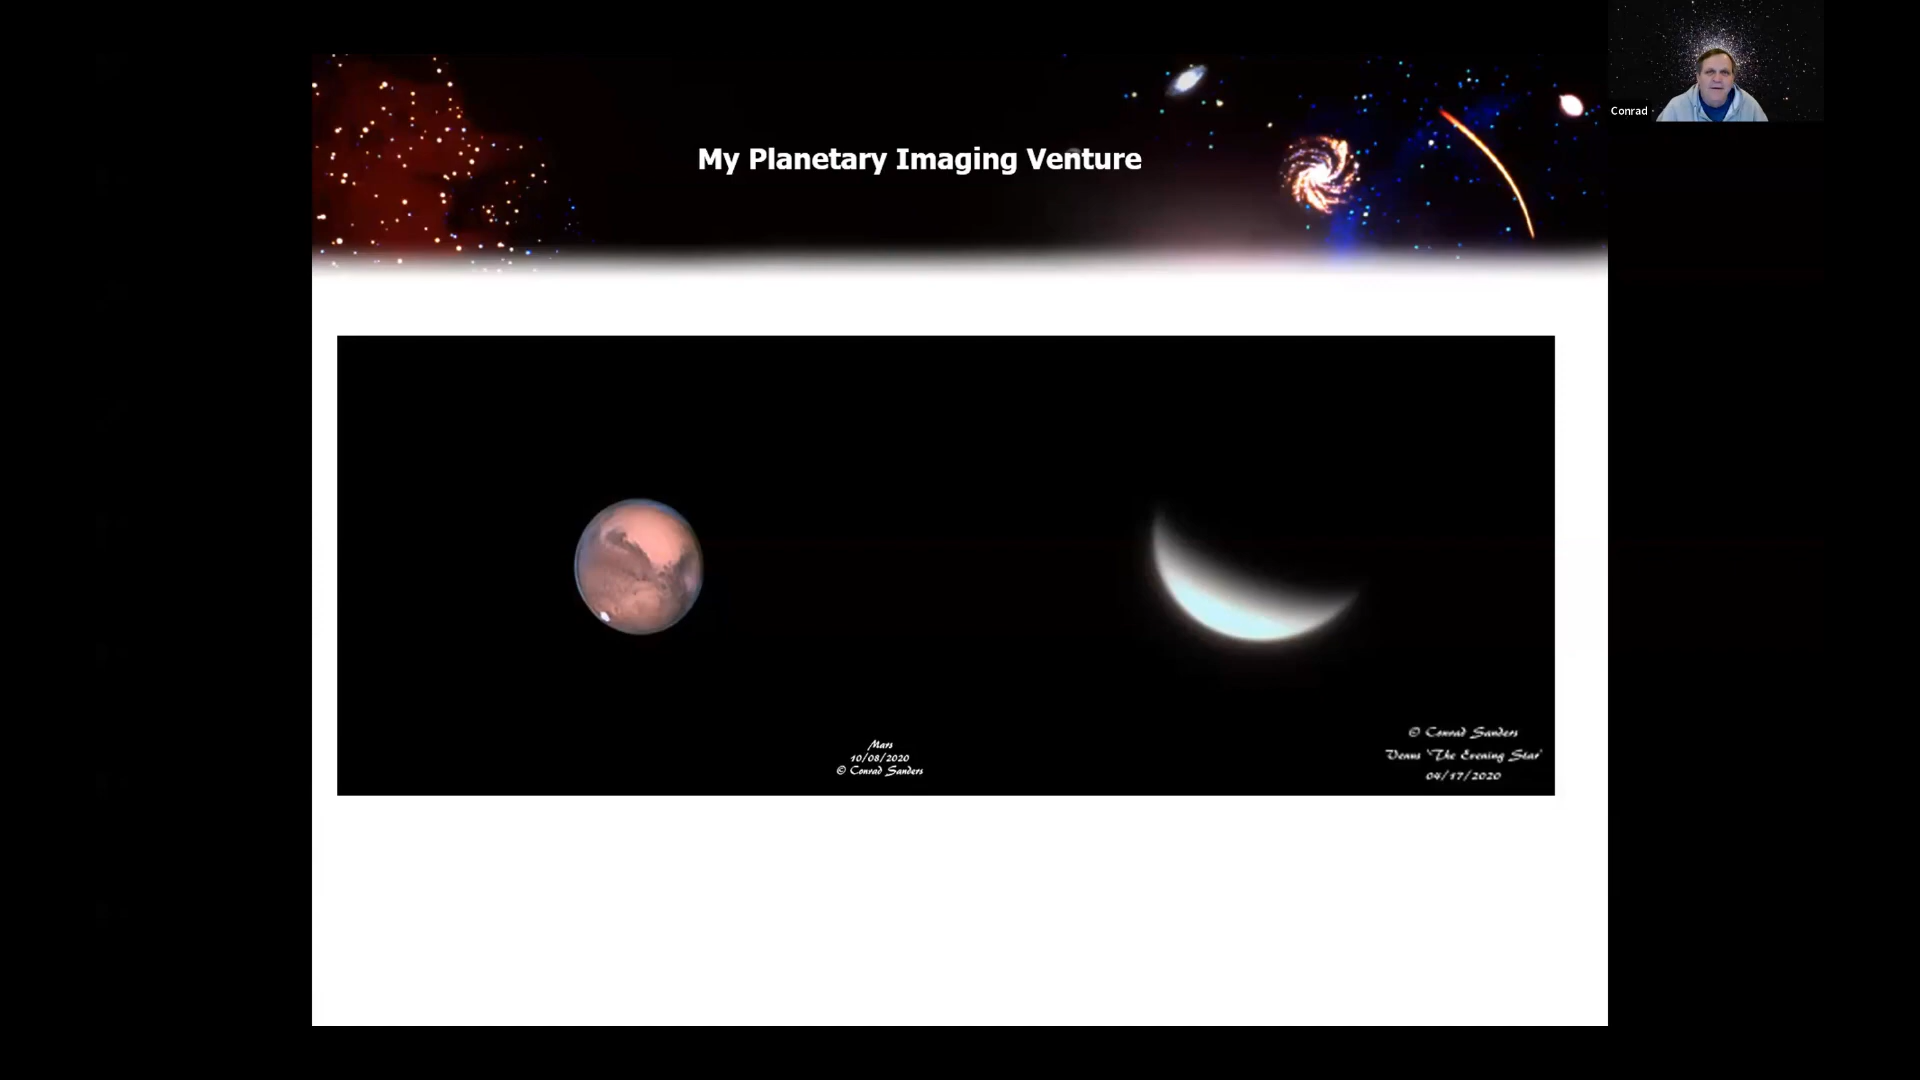 My Planetary Imaging Venture
Conrad
Mars
10/08/2020
© Conrad Sanders
© Conrad Sanders
Venus 'The Evening Star'
04/17/2020